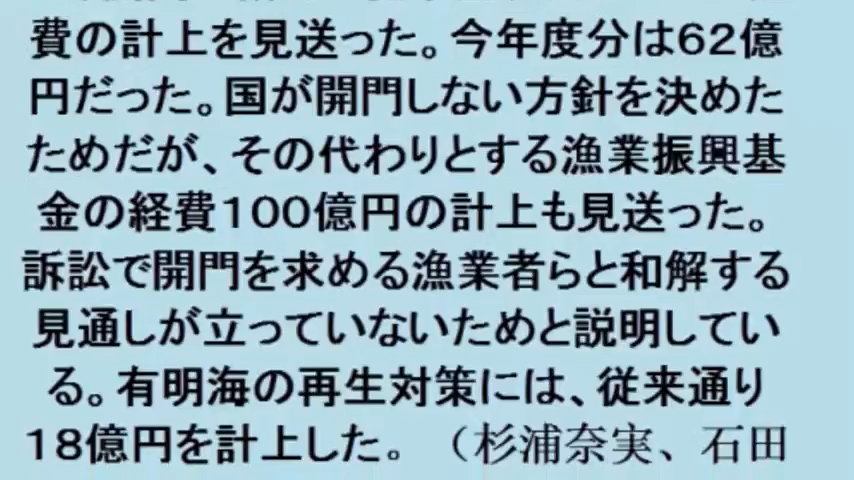 費の計上を見送った。今年度分は62億
円だった。国が開門しない方針を決めた
ためだが、その代わりとする漁業振興基
金の経費100億円の計上も見送った。
訴訟で開門を求める漁業者らと和解する
見通しが立っていないためと説明してい
る。有明海の再生対策には、従来通り
18億円を計上した。（杉浦奈実、石田